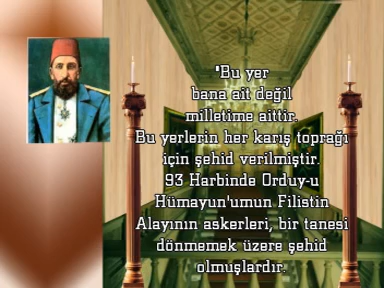 "Bu yer
bana ait değil
milletime aittir.
Bu yerlerin her karış toprağı
için şehid verilmiştir.
93 Harbinde Orduy-u
Hümayun'umun Filistin
Alayının askerleri, bir tanesi
dönmemek üzere şehid
olmuşlardır.